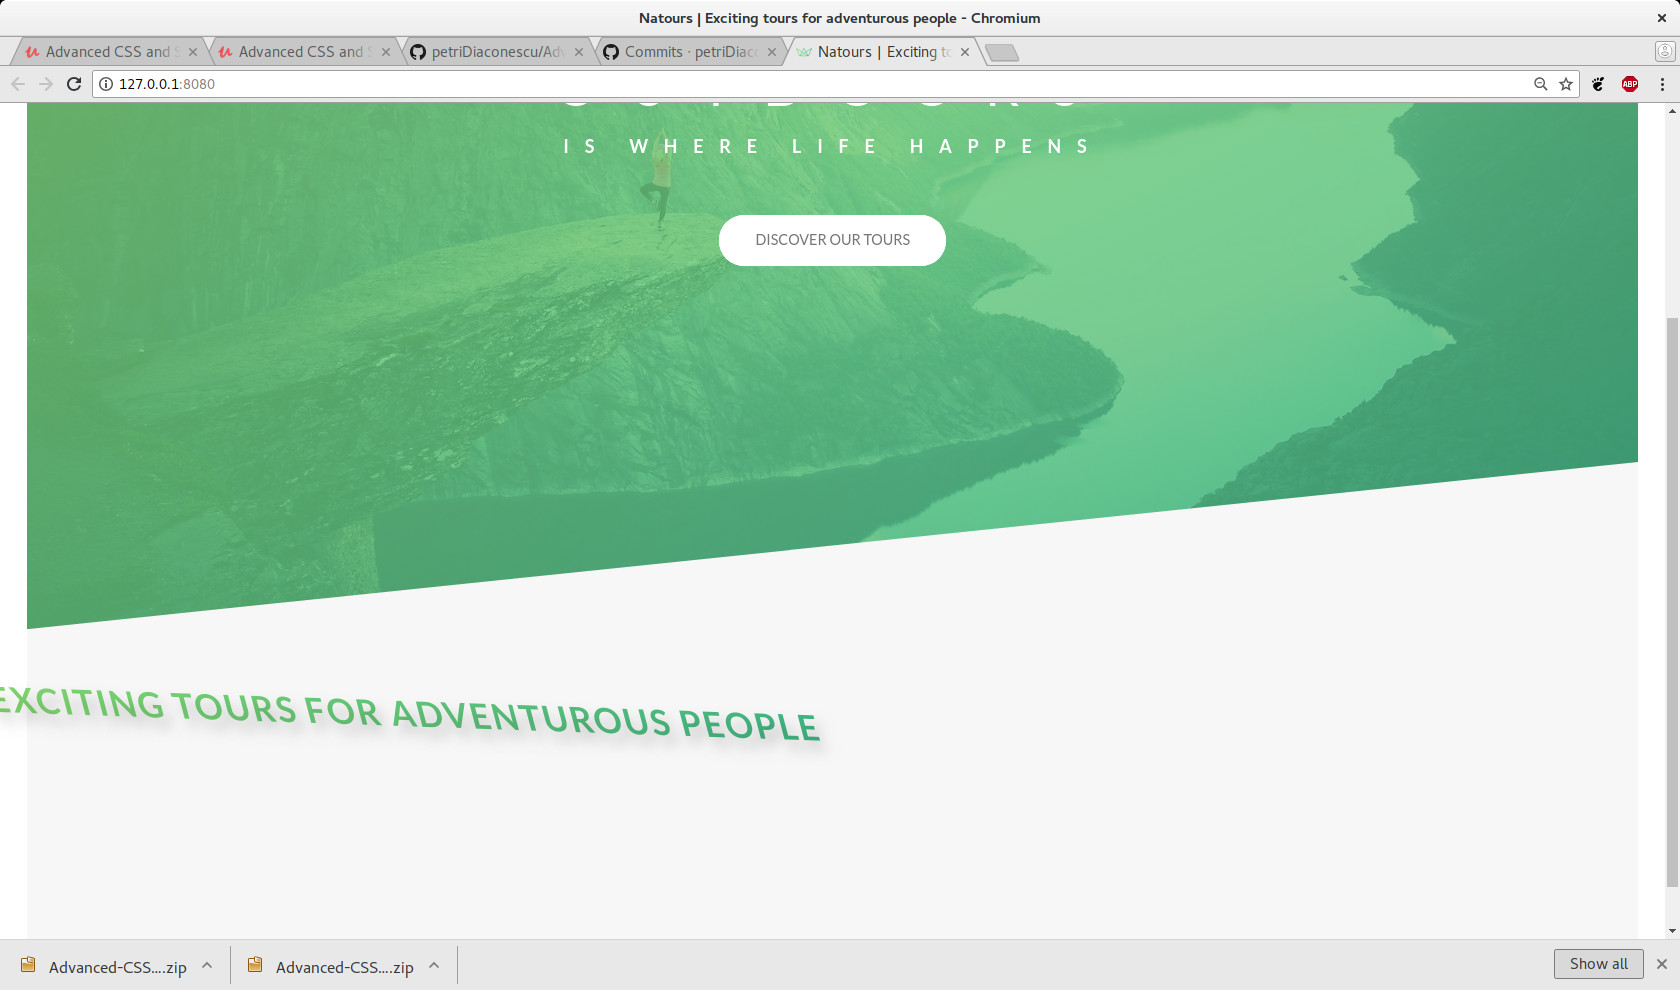 Natours | Exciting tours for adventurous people - Chromium
Advanced CSS and S
Advanced CSS and S
petriDiaconescu/Adv
Commits · petriDiaco
Natours | Exciting to
127.0.0.1:8080
ABP
IS WHERE LIFE HAPPENS
DISCOVER OUR TOURS
EXCITING TOURS FOR ADVENTUROUS PEOPLE
Advanced-CSS....zip
Advanced-CSS....zip
Show all